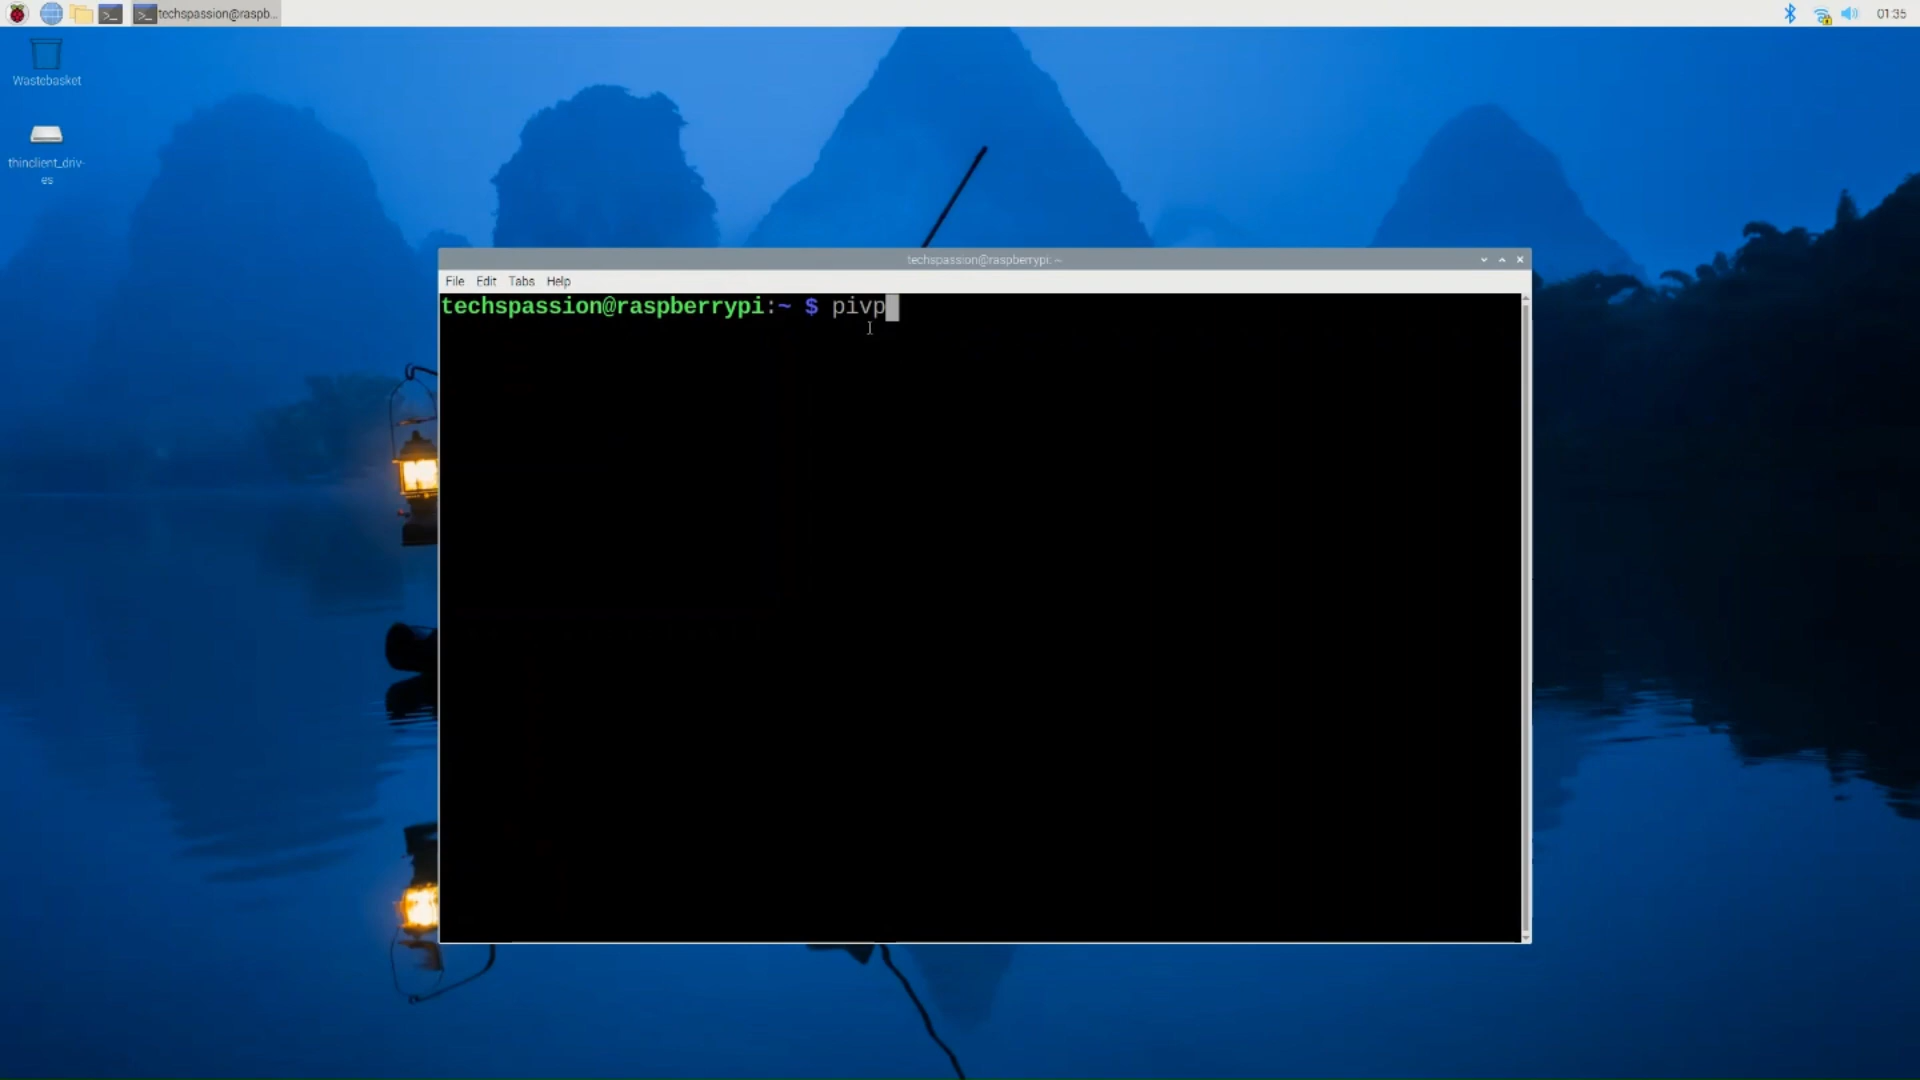 techspassion@raspb...
01:35
Wastebasket
thinclient_driv-
es
techspassion@raspberrypi: ~
File Edit Tabs Help
techspassion@raspberrypi:~ $ pivp